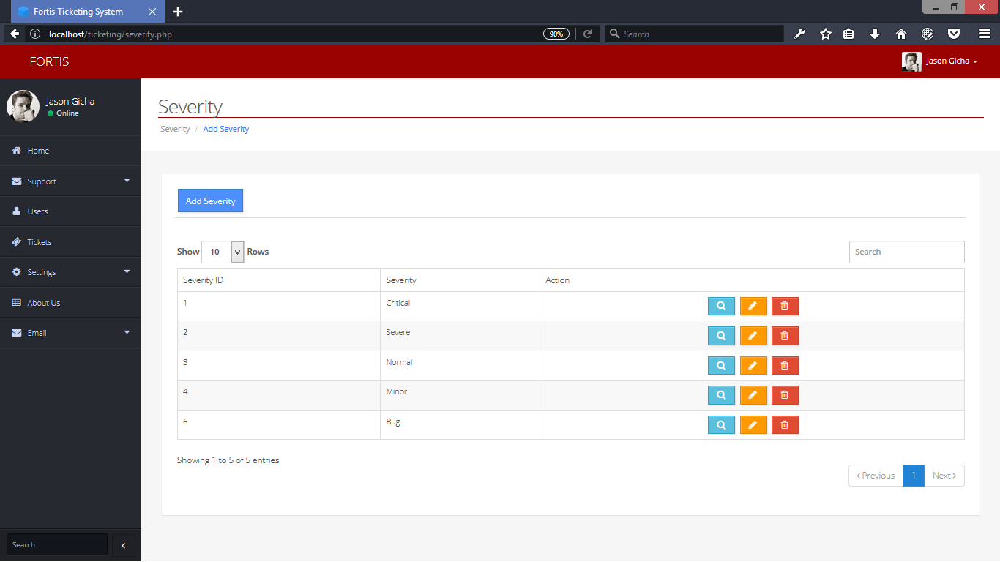 Fortis Ticketing System
localhost/ticketing/severity.php
90%
Search
FORTIS
Jason Gicha
Jason Gicha
Online
Home
Support
Users
Tickets
Settings
About Us
Email
Search...
Severity
Severity / Add Severity
Add Severity
Show 10 Rows
Search
Severity ID Severity Action
1 Critical
2 Severe
3 Normal
4 Minor
6 Bug
Showing 1 to 5 of 5 entries
Previous 1 Next